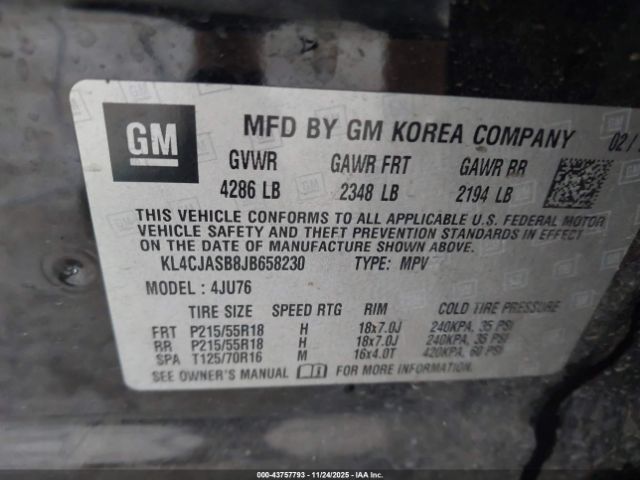 GM
MFD BY GM KOREA COMPANY 02/
GVWR GAWR FRT GAWR RR
4286 LB 2348 LB 2194 LB
THIS VEHICLE CONFORMS TO ALL APPLICABLE U.S. FEDERAL MOTOR
VEHICLE SAFETY AND THEFT PREVENTION STANDARDS IN EFFECT ON
THE DATE OF MANUFACTURE SHOWN ABOVE.
KL4CJASB8JB658230 TYPE: MPV
MODEL : 4JU76
TIRE SIZE SPEED RTG RIM COLD TIRE PRESSURE
FRT P215/55R18 H 18x7.0J 240KPA, 35 PSI
RR P215/55R18 H 18x7.0J 240KPA, 35 PSI
SPA T125/70R16 M 16x4.0T 420KPA, 60 PSI
SEE OWNER'S MANUAL FOR MORE INFORMATION.
000-43757793 - 11/24/2025 - IAAI.COM